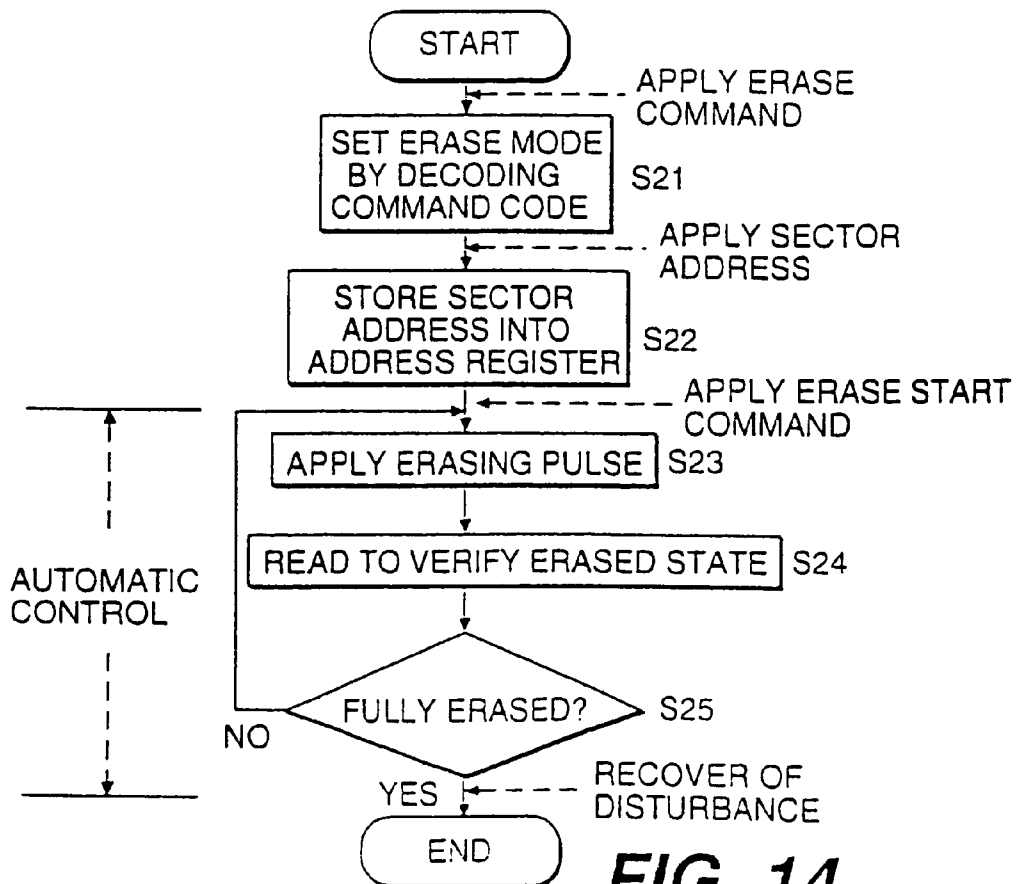 START
APPLY ERASE
COMMAND
SET ERASE MODE
BY DECODING
COMMAND CODE
S21
APPLY SECTOR
ADDRESS
STORE SECTOR
ADDRESS INTO
ADDRESS REGISTER
S22
APPLY ERASE START
COMMAND
APPLY ERASING PULSE
S23
READ TO VERIFY ERASED STATE
S24
AUTOMATIC
CONTROL
FULLY ERASED?
S25
NO
YES
RECOVER OF
DISTURBANCE
END
FIG. 14